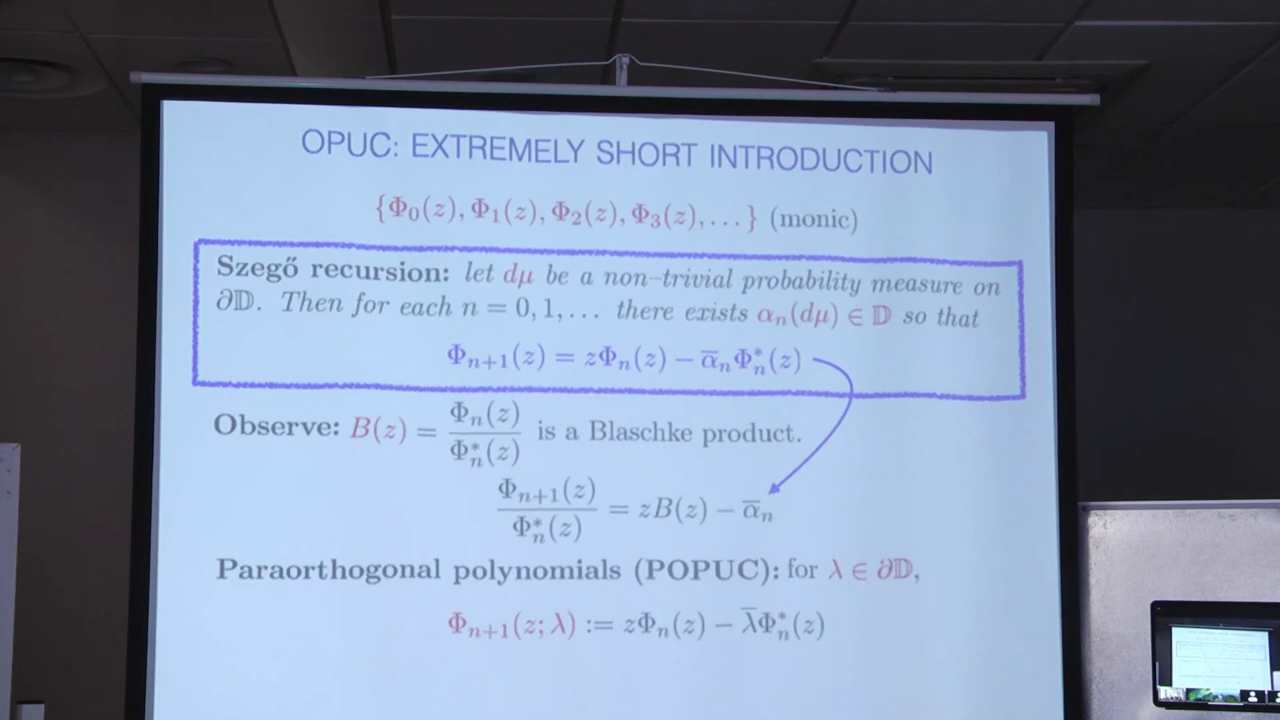 OPUC: EXTREMELY SHORT INTRODUCTION
{Φ₀(z), Φ₁(z), Φ₂(z), Φ₃(z), . . . } (monic)
Szegő recursion: let dμ be a non–trivial probability measure on
∂𝔻. Then for each n = 0, 1, . . . there exists αₙ(dμ) ∈ 𝔻 so that
Φₙ₊₁(z) = zΦₙ(z) − α̅ₙΦₙ*(z)
Observe: B(z) = Φₙ(z) / Φₙ*(z) is a Blaschke product.
Φₙ₊₁(z) / Φₙ*(z) = zB(z) − α̅ₙ
Paraorthogonal polynomials (POPUC): for λ ∈ ∂𝔻,
Φₙ₊₁(z; λ) := zΦₙ(z) − λ̅Φₙ*(z)